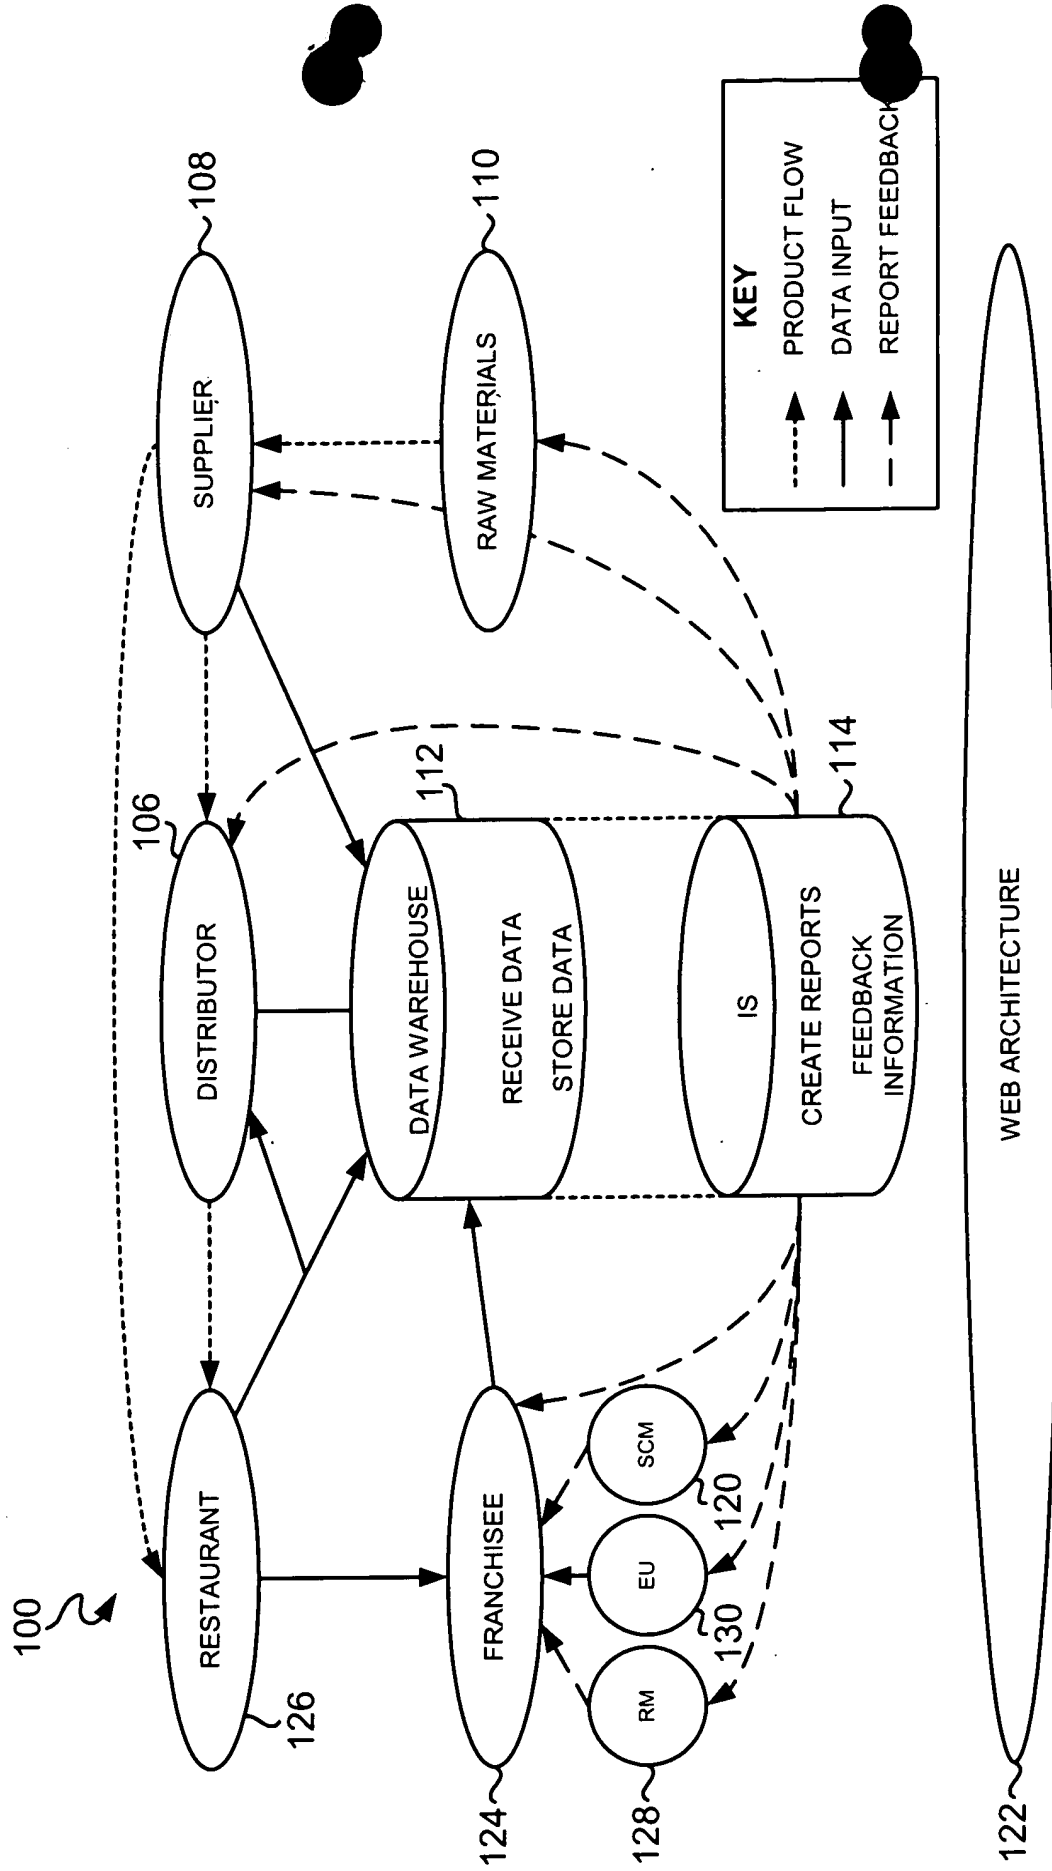 100
RESTAURANT
126
DISTRIBUTOR
106
SUPPLIER
108
FRANCHISEE
124
DATA WAREHOUSE
112
RECEIVE DATA
STORE DATA
RAW MATERIALS
110
RM
128
EU
130
SCM
120
IS
CREATE REPORTS
FEEDBACK
INFORMATION
114
KEY
PRODUCT FLOW
DATA INPUT
REPORT FEEDBACK
WEB ARCHITECTURE
122